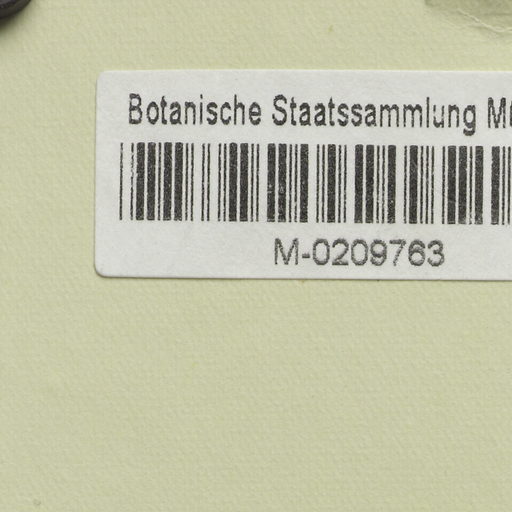 Botanische Staatssammlung
M-0209763